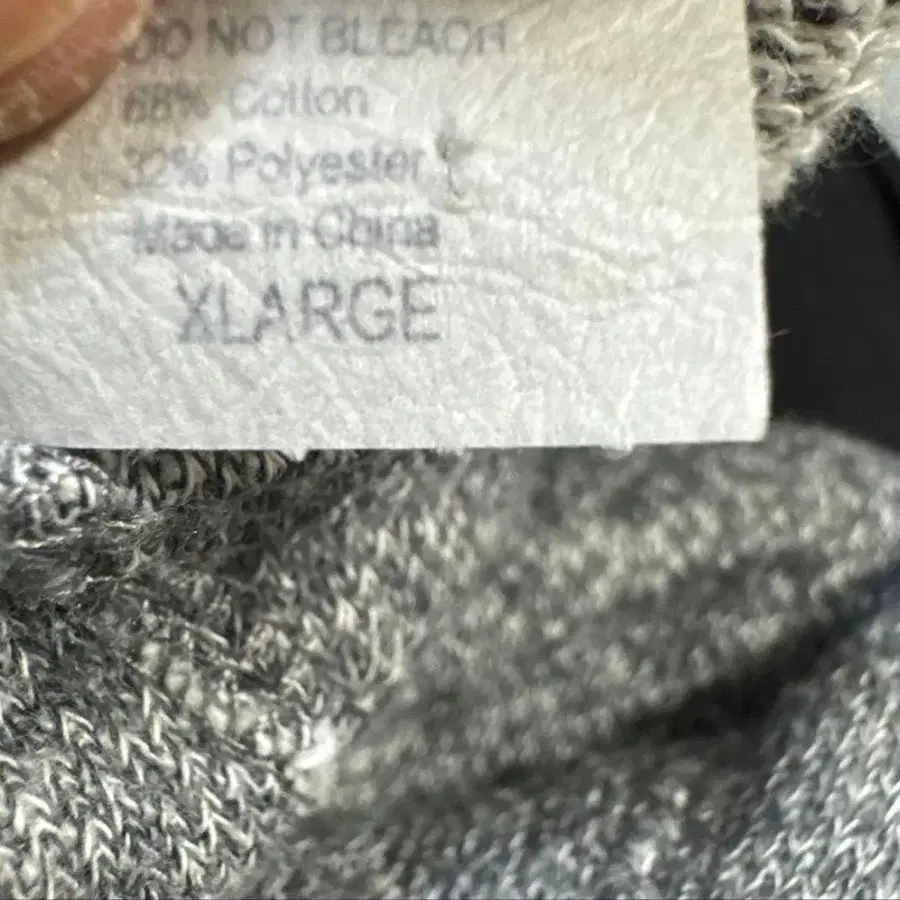 DO NOT BLEACH
68% Cotton
32% Polyester
Made in China
XLARGE